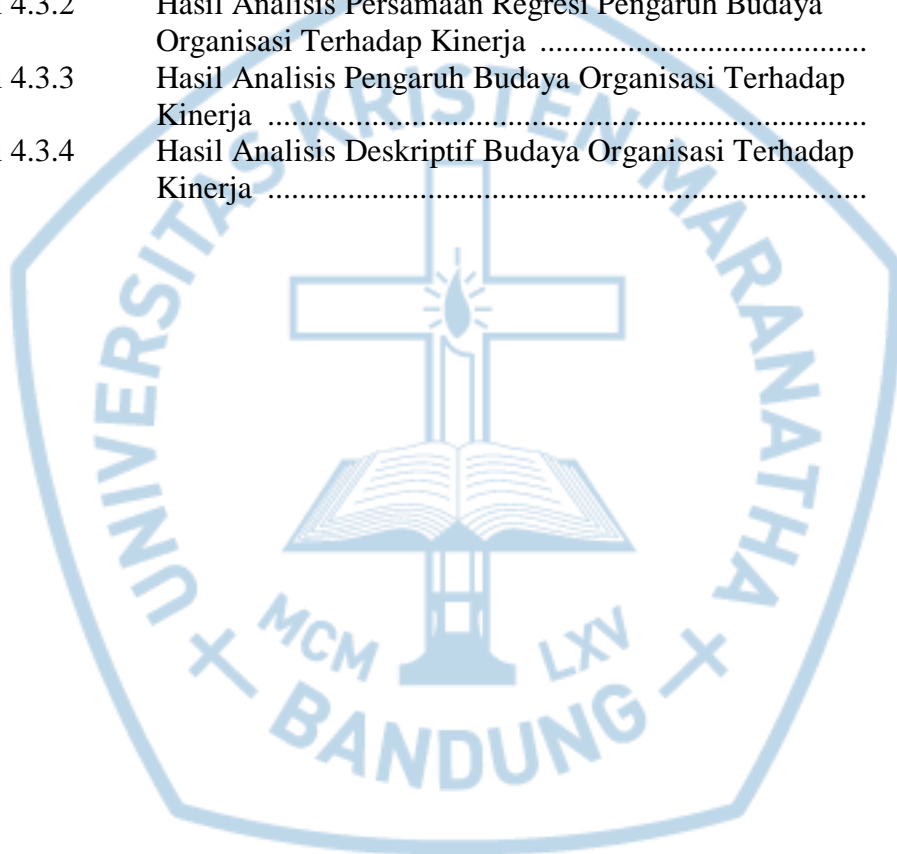 4.3.2 Hasil Analisis Persamaan Regresi Pengaruh Budaya
Organisasi Terhadap Kinerja .....................................
4.3.3 Hasil Analisis Pengaruh Budaya Organisasi Terhadap
Kinerja ....................................................................
4.3.4 Hasil Analisis Deskriptif Budaya Organisasi Terhadap
Kinerja ....................................................................
UNIVERSITAS KRISTEN MARANATHA
MCM LXV
BANDUNG